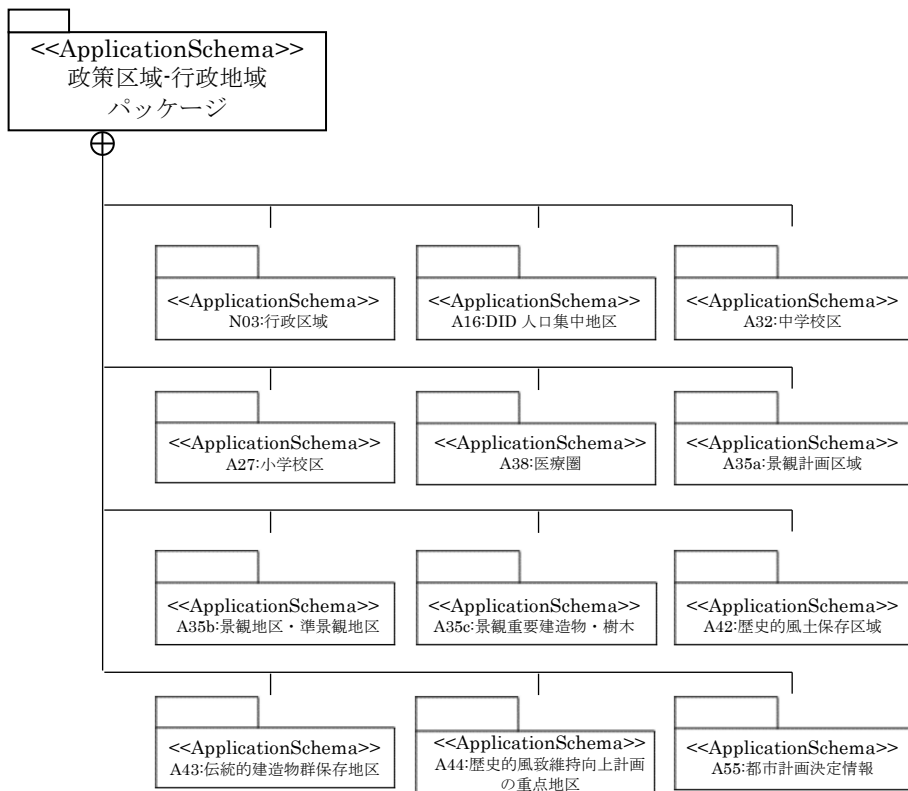 <<ApplicationSchema>>
政策区域-行政地域
パッケージ
<<ApplicationSchema>>
N03:行政区域
<<ApplicationSchema>>
A16:DID 人口集中地区
<<ApplicationSchema>>
A32:中学校区
<<ApplicationSchema>>
A27:小学校区
<<ApplicationSchema>>
A38:医療圏
<<ApplicationSchema>>
A35a:景観計画区域
<<ApplicationSchema>>
A35b:景観地区・準景観地区
<<ApplicationSchema>>
A35c:景観重要建造物・樹木
<<ApplicationSchema>>
A42:歴史的風土保存区域
<<ApplicationSchema>>
A43:伝統的建造物群保存地区
<<ApplicationSchema>>
A44:歴史的風致維持向上計画
の重点地区
<<ApplicationSchema>>
A55:都市計画決定情報